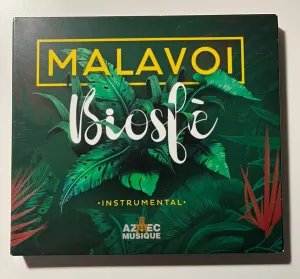 MALAVOI
Biosfè
• INSTRUMENTAL •
AZTEC
MUSIQUE